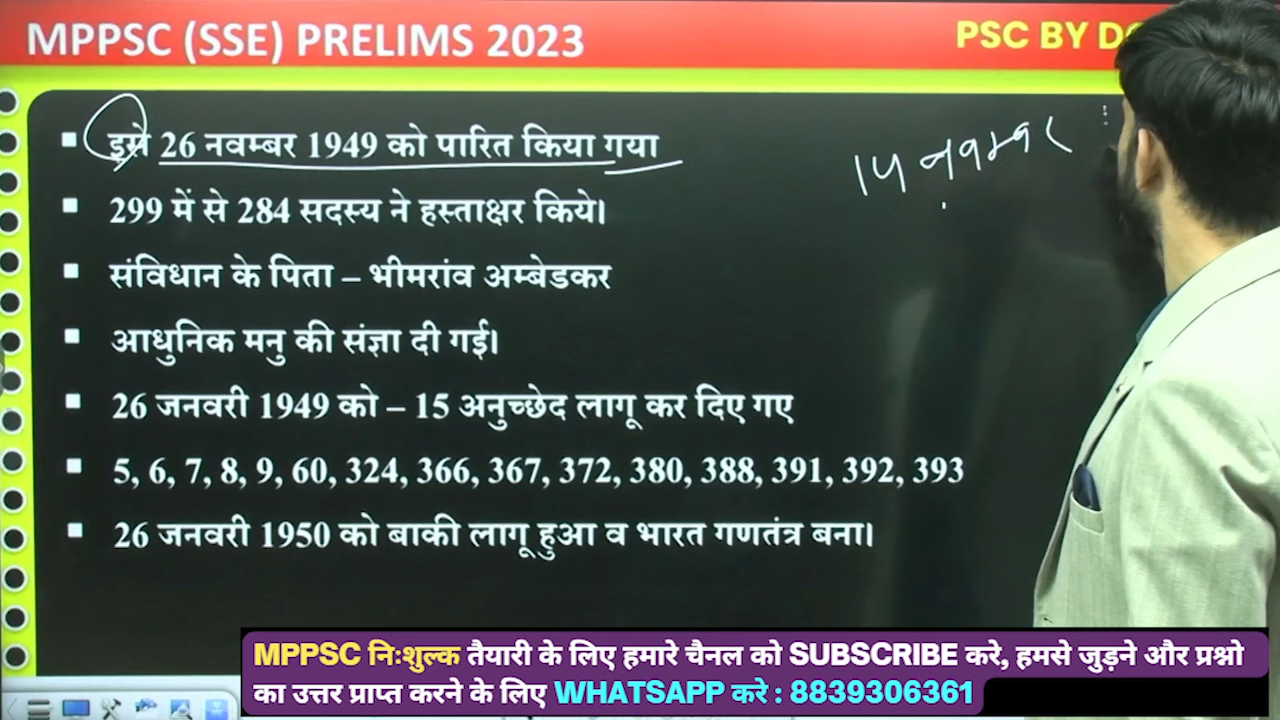 MPPSC (SSE) PRELIMS 2023
PSC BY
14 नवम्बर
▪ इसे 26 नवम्बर 1949 को पारित किया गया
▪ 299 में से 284 सदस्य ने हस्ताक्षर किये।
▪ संविधान के पिता – भीमरांव अम्बेडकर
▪ आधुनिक मनु की संज्ञा दी गई।
▪ 26 जनवरी 1949 को – 15 अनुच्छेद लागू कर दिए गए
▪ 5, 6, 7, 8, 9, 60, 324, 366, 367, 372, 380, 388, 391, 392, 393
▪ 26 जनवरी 1950 को बाकी लागू हुआ व भारत गणतंत्र बना।
MPPSC निःशुल्क तैयारी के लिए हमारे चैनल को SUBSCRIBE करे, हमसे जुड़ने और प्रश्नो
का उत्तर प्राप्त करने के लिए WHATSAPP करे : 8839306361